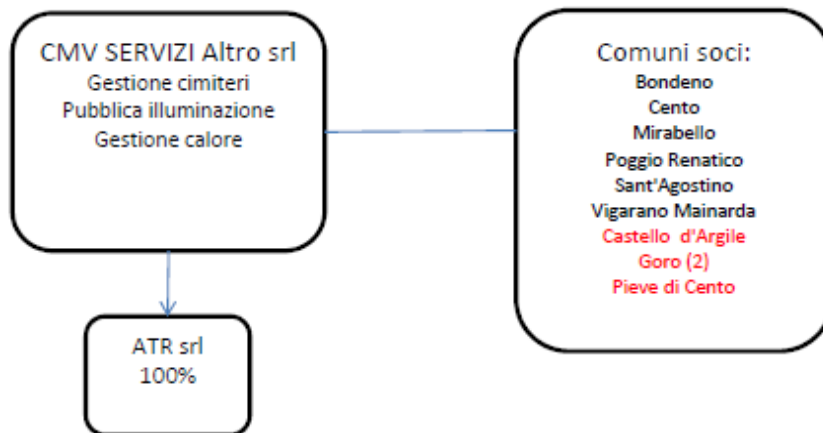 CMV SERVIZI Altro srl
Gestione cimiteri
Pubblica illuminazione
Gestione calore
Comuni soci:
Bondeno
Cento
Mirabello
Poggio Renatico
Sant'Agostino
Vigarano Mainarda
Castello d'Argile
Goro (2)
Pieve di Cento
ATR srl
100%